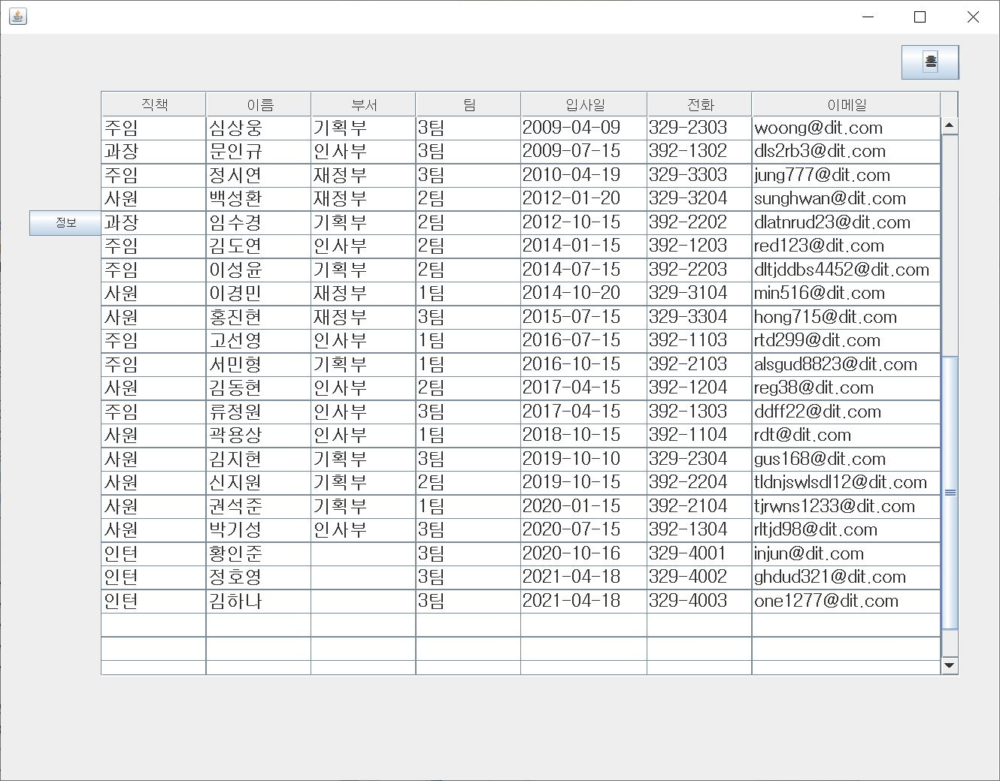 홈
직책 이름 부서 팀 입사일 전화 이메일
주임 심상웅 기획부 3팀 2009-04-09 329-2303 woong@dit.com
과장 문인규 인사부 3팀 2009-07-15 392-1302 dls2rb3@dit.com
주임 정시연 재정부 3팀 2010-04-19 329-3303 jung777@dit.com
사원 백성환 재정부 2팀 2012-01-20 329-3204 sunghwan@dit.com
정보 과장 임수경 기획부 2팀 2012-10-15 392-2202 dlatnrud23@dit.com
주임 김도연 인사부 2팀 2014-01-15 392-1203 red123@dit.com
주임 이성윤 기획부 2팀 2014-07-15 392-2203 dltjddbs4452@dit.com
사원 이경민 재정부 1팀 2014-10-20 329-3104 min516@dit.com
사원 홍진현 재정부 3팀 2015-07-15 329-3304 hong715@dit.com
주임 고선영 인사부 1팀 2016-07-15 392-1103 rtd299@dit.com
주임 서민형 기획부 1팀 2016-10-15 392-2103 alsgud8823@dit.com
사원 김동현 인사부 2팀 2017-04-15 392-1204 reg38@dit.com
주임 류정원 인사부 3팀 2017-04-15 392-1303 ddff22@dit.com
사원 곽용상 인사부 1팀 2018-10-15 392-1104 rdt@dit.com
사원 김지현 기획부 3팀 2019-10-10 329-2304 gus168@dit.com
사원 신지원 기획부 2팀 2019-10-15 392-2204 tldnjswlsdl12@dit.com
사원 권석준 기획부 1팀 2020-01-15 392-2104 tjrwns1233@dit.com
사원 박기성 인사부 3팀 2020-07-15 392-1304 rltjd98@dit.com
인턴 황인준 3팀 2020-10-16 329-4001 injun@dit.com
인턴 정호영 3팀 2021-04-18 329-4002 ghdud321@dit.com
인턴 김하나 3팀 2021-04-18 329-4003 one1277@dit.com